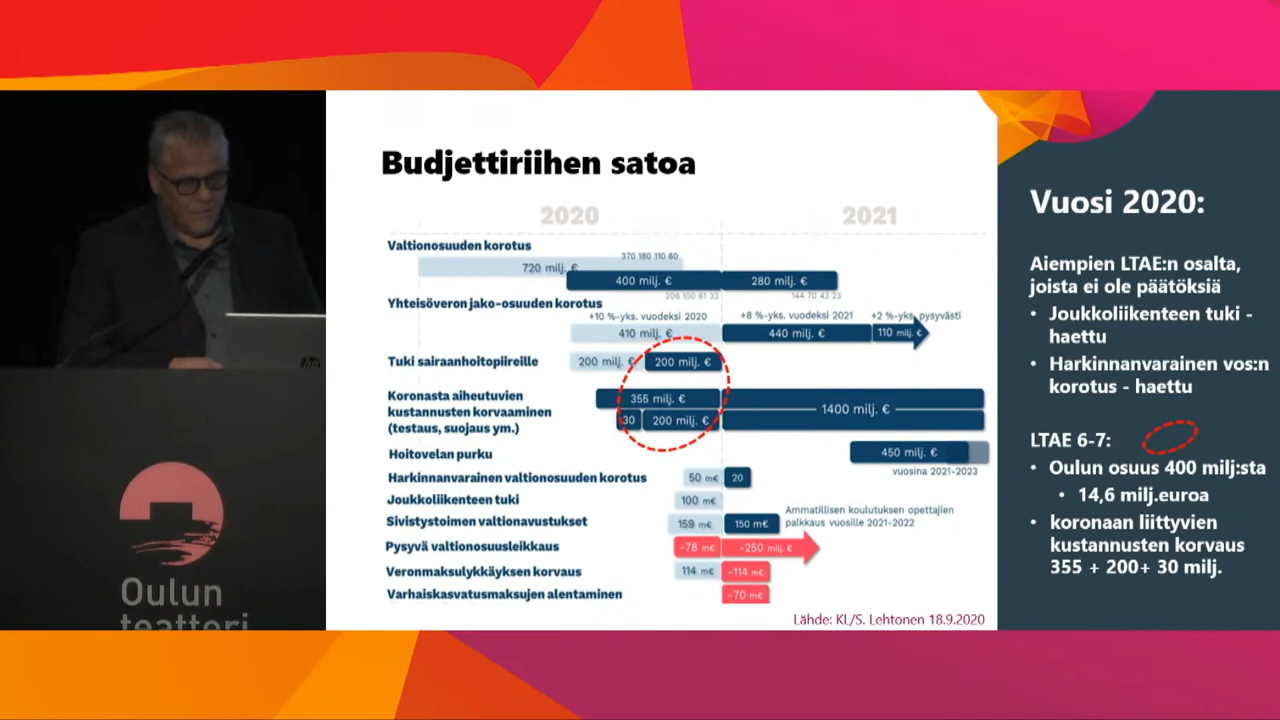 Budjettiriihen satoa
2020
2021
Valtionosuuden korotus
370 180 110 60
720 milj. €
400 milj. €
280 milj. €
206 100 61 33
144 70 43 23
Yhteisöveron jako-osuuden korotus
+10 %-yks. vuodeksi 2020
+8 %-yks. vuodeksi 2021
+2 %-yks. pysyvästi
410 milj. €
440 milj. €
110 milj. €
Tuki sairaanhoitopiireille
200 milj. €
200 milj. €
Koronasta aiheutuvien
kustannusten korvaaminen
(testaus, suojaus ym.)
355 milj. €
30
200 milj. €
1400 milj. €
Hoitovelan purku
450 milj. €
vuosina 2021-2023
Harkinnanvarainen valtionosuuden korotus
50 m€
20
Joukkoliikenteen tuki
100 m€
Sivistystoimen valtionavustukset
159 m€
150 m€
Ammatillisen koulutuksen opettajien
palkkaus vuosille 2021-2022
Pysyvä valtionosuusleikkaus
-78 m€
-250 milj. €
Veronmaksulykkäyksen korvaus
114 m€
-114 m€
Varhaiskasvatusmaksujen alentaminen
-70 m€
Lähde: KL/S. Lehtonen 18.9.2020
Vuosi 2020:
Aiempien LTAE:n osalta,
joista ei ole päätöksiä
• Joukkoliikenteen tuki -
haettu
• Harkinnanvarainen vos:n
korotus - haettu
LTAE 6-7:
• Oulun osuus 400 milj:sta
• 14,6 milj.euroa
• koronaan liittyvien
kustannusten korvaus
355 + 200+ 30 milj.
Oulun
teatteri
hp